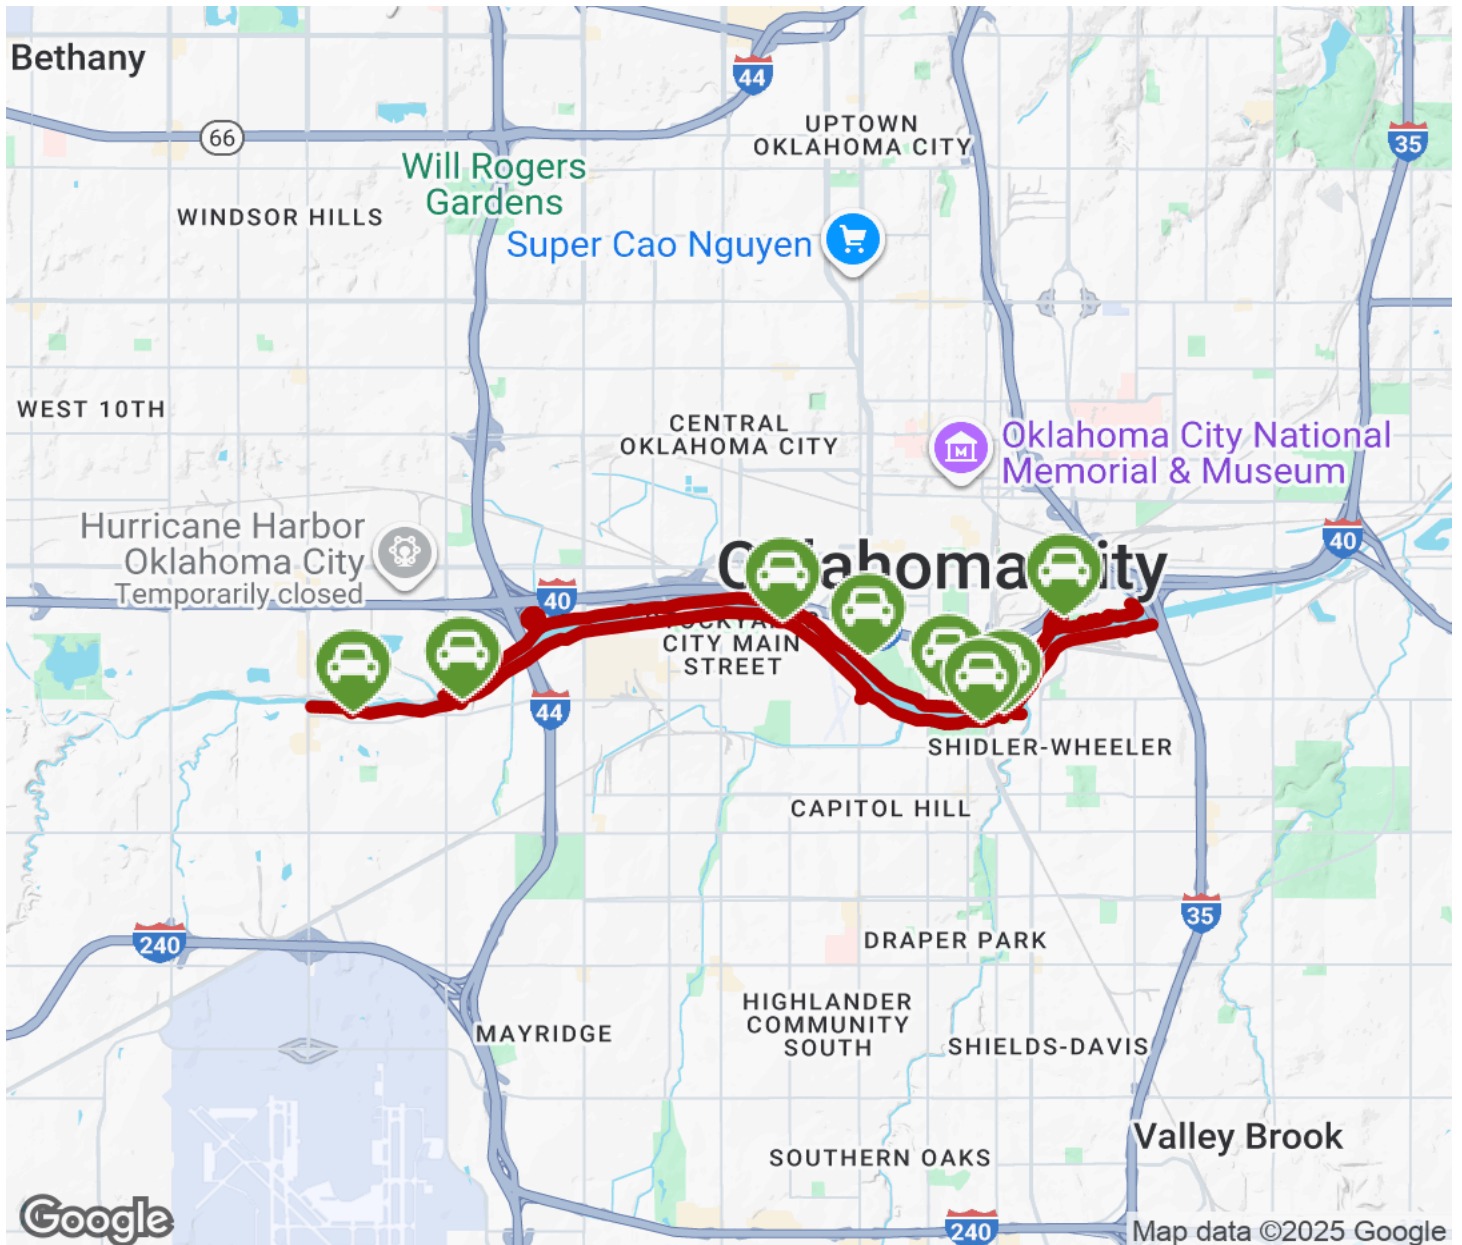 Bethany
44
66
UPTOWN
OKLAHOMA CITY
35
Will Rogers
Gardens
WINDSOR HILLS
Super Cao Nguyen
WEST 10TH
CENTRAL
OKLAHOMA CITY
Oklahoma City National
Memorial & Museum
Hurricane Harbor
Oklahoma City
Temporarily closed
40
Oklahoma City
40
CITY MAIN
STREET
44
SHIDLER-WHEELER
CAPITOL HILL
35
240
DRAPER PARK
HIGHLANDER
COMMUNITY
SOUTH
MAYRIDGE
SHIELDS-DAVIS
Valley Brook
SOUTHERN OAKS
Google
240
Map data ©2025 Google